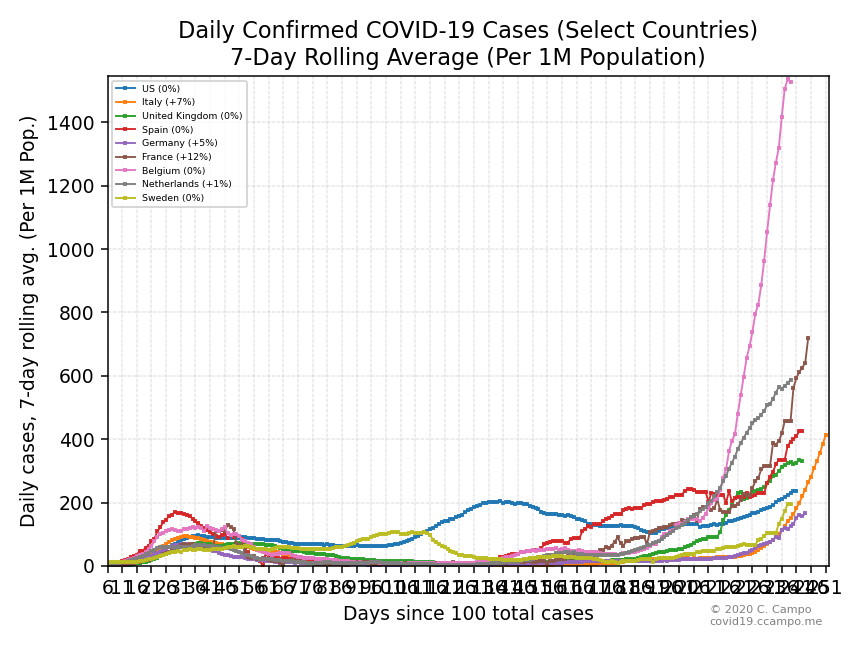 Daily Confirmed COVID-19 Cases (Select Countries)
7-Day Rolling Average (Per 1M Population)
Daily cases, 7-day rolling avg. (Per 1M Pop.)
1400
1200
1000
800
600
400
200
0
US (0%)
Italy (+7%)
United Kingdom (0%)
Spain (0%)
Germany (+5%)
France (+12%)
Belgium (0%)
Netherlands (+1%)
Sweden (0%)
Days since 100 total cases
© 2020 C. Campo
covid19.ccampo.me